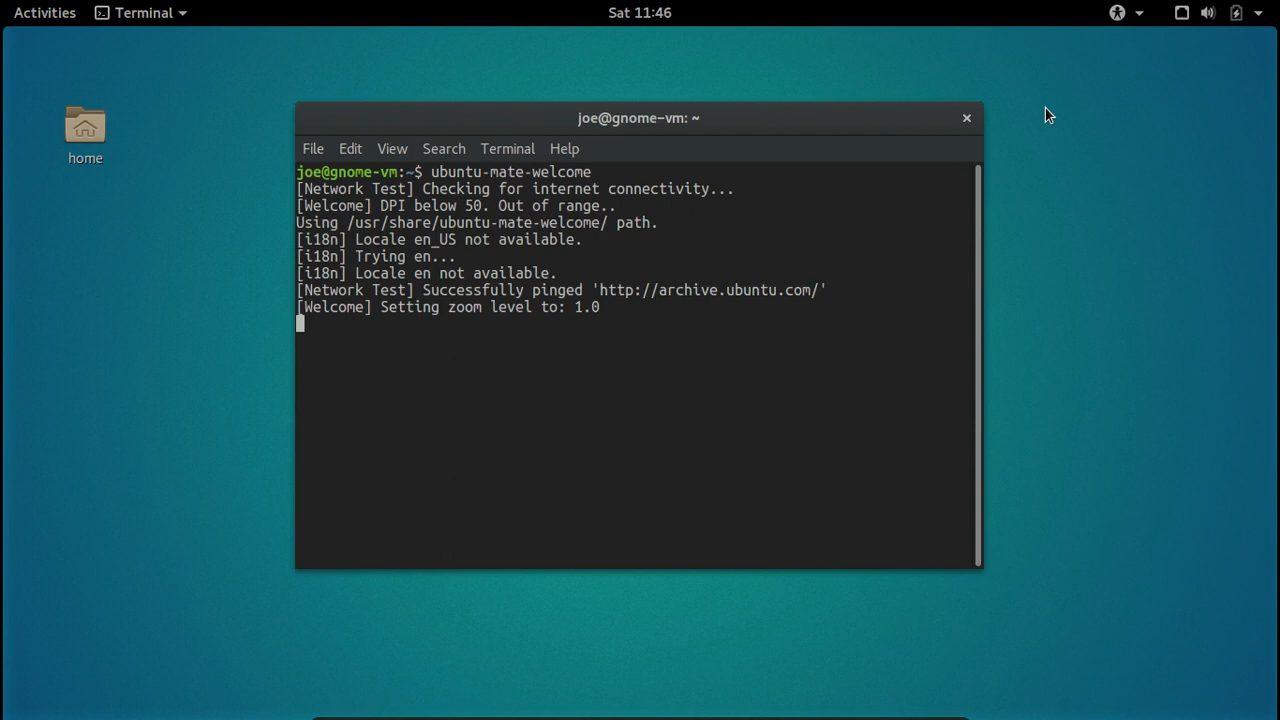 Activities Terminal Sat 11:46
joe@gnome-vm: ~ ×
File Edit View Search Terminal Help
joe@gnome-vm:~$ ubuntu-mate-welcome
[Network Test] Checking for internet connectivity...
[Welcome] DPI below 50. Out of range..
Using /usr/share/ubuntu-mate-welcome/ path.
[i18n] Locale en_US not available.
[i18n] Trying en...
[i18n] Locale en not available.
[Network Test] Successfully pinged 'http://archive.ubuntu.com/'
[Welcome] Setting zoom level to: 1.0
home